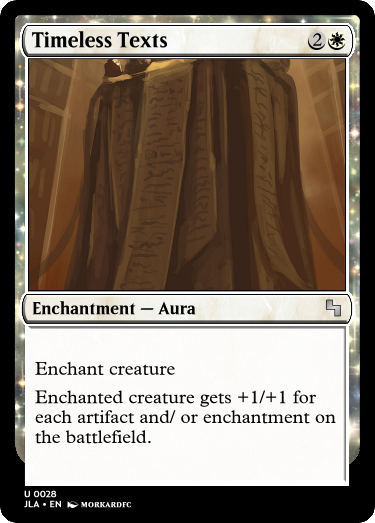 Timeless Texts 2
Enchantment — Aura
Enchant creature
Enchanted creature gets +1/+1 for
each artifact and/ or enchantment on
the battlefield.
U 0028
JLA • EN MORKARDFC